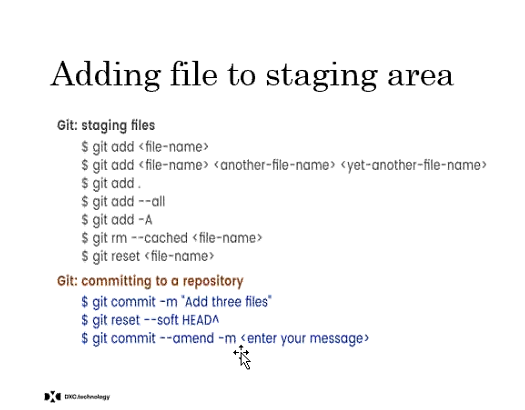 Adding file to staging area
Git: staging files
$ git add <file-name>
$ git add <file-name> <another-file-name> <yet-another-file-name>
$ git add .
$ git add --all
$ git add -A
$ git rm --cached <file-name>
$ git reset <file-name>
Git: committing to a repository
$ git commit -m "Add three files"
$ git reset --soft HEAD^
$ git commit --amend -m <enter your message>
DXC.technology